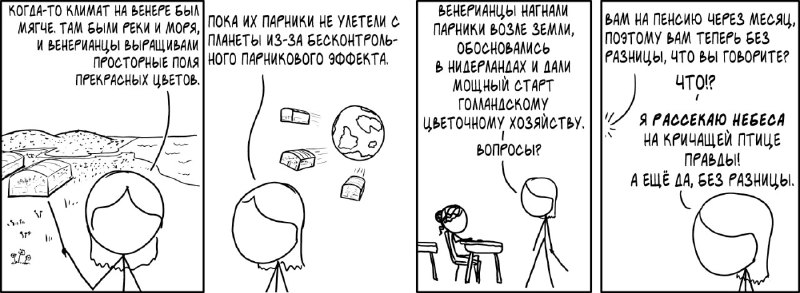 КОГДА-ТО КЛИМАТ НА ВЕНЕРЕ БЫЛ
МЯГЧЕ. ТАМ БЫЛИ РЕКИ И МОРЯ,
И ВЕНЕРИАНЦЫ ВЫРАЩИВАЛИ
ПРОСТОРНЫЕ ПОЛЯ
ПРЕКРАСНЫХ ЦВЕТОВ.
ПОКА ИХ ПАРНИКИ НЕ УЛЕТЕЛИ С
ПЛАНЕТЫ ИЗ-ЗА БЕСКОНТРОЛЬ-
НОГО ПАРНИКОВОГО ЭФФЕКТА.
ВЕНЕРИАНЦЫ НАГНАЛИ
ПАРНИКИ ВОЗЛЕ ЗЕМЛИ,
ОБОСНОВАЛИСЬ
В НИДЕРЛАНДАХ И ДАЛИ
МОЩНЫЙ СТАРТ
ГОЛЛАНДСКОМУ
ЦВЕТОЧНОМУ ХОЗЯЙСТВУ.
ВОПРОСЫ?
ВАМ НА ПЕНСИЮ ЧЕРЕЗ МЕСЯЦ,
ПОЭТОМУ ВАМ ТЕПЕРЬ БЕЗ
РАЗНИЦЫ, ЧТО ВЫ ГОВОРИТЕ?
ЧТО!?
Я РАССЕКАЮ НЕБЕСА
НА КРИЧАЩЕЙ ПТИЦЕ
ПРАВДЫ!
А ЕЩЁ ДА, БЕЗ РАЗНИЦЫ.